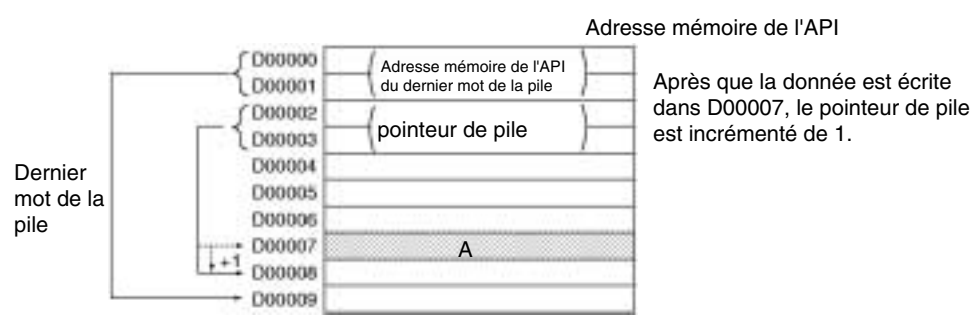 Adresse mémoire de l'API
D00000
Adresse mémoire de l'API
du dernier mot de la pile
D00001
Après que la donnée est écrite
dans D00007, le pointeur de pile
est incrémenté de 1.
D00002
pointeur de pile
D00003
D00004
Dernier
mot de la
pile
D00005
D00006
D00007
A
+1
D00008
D00009